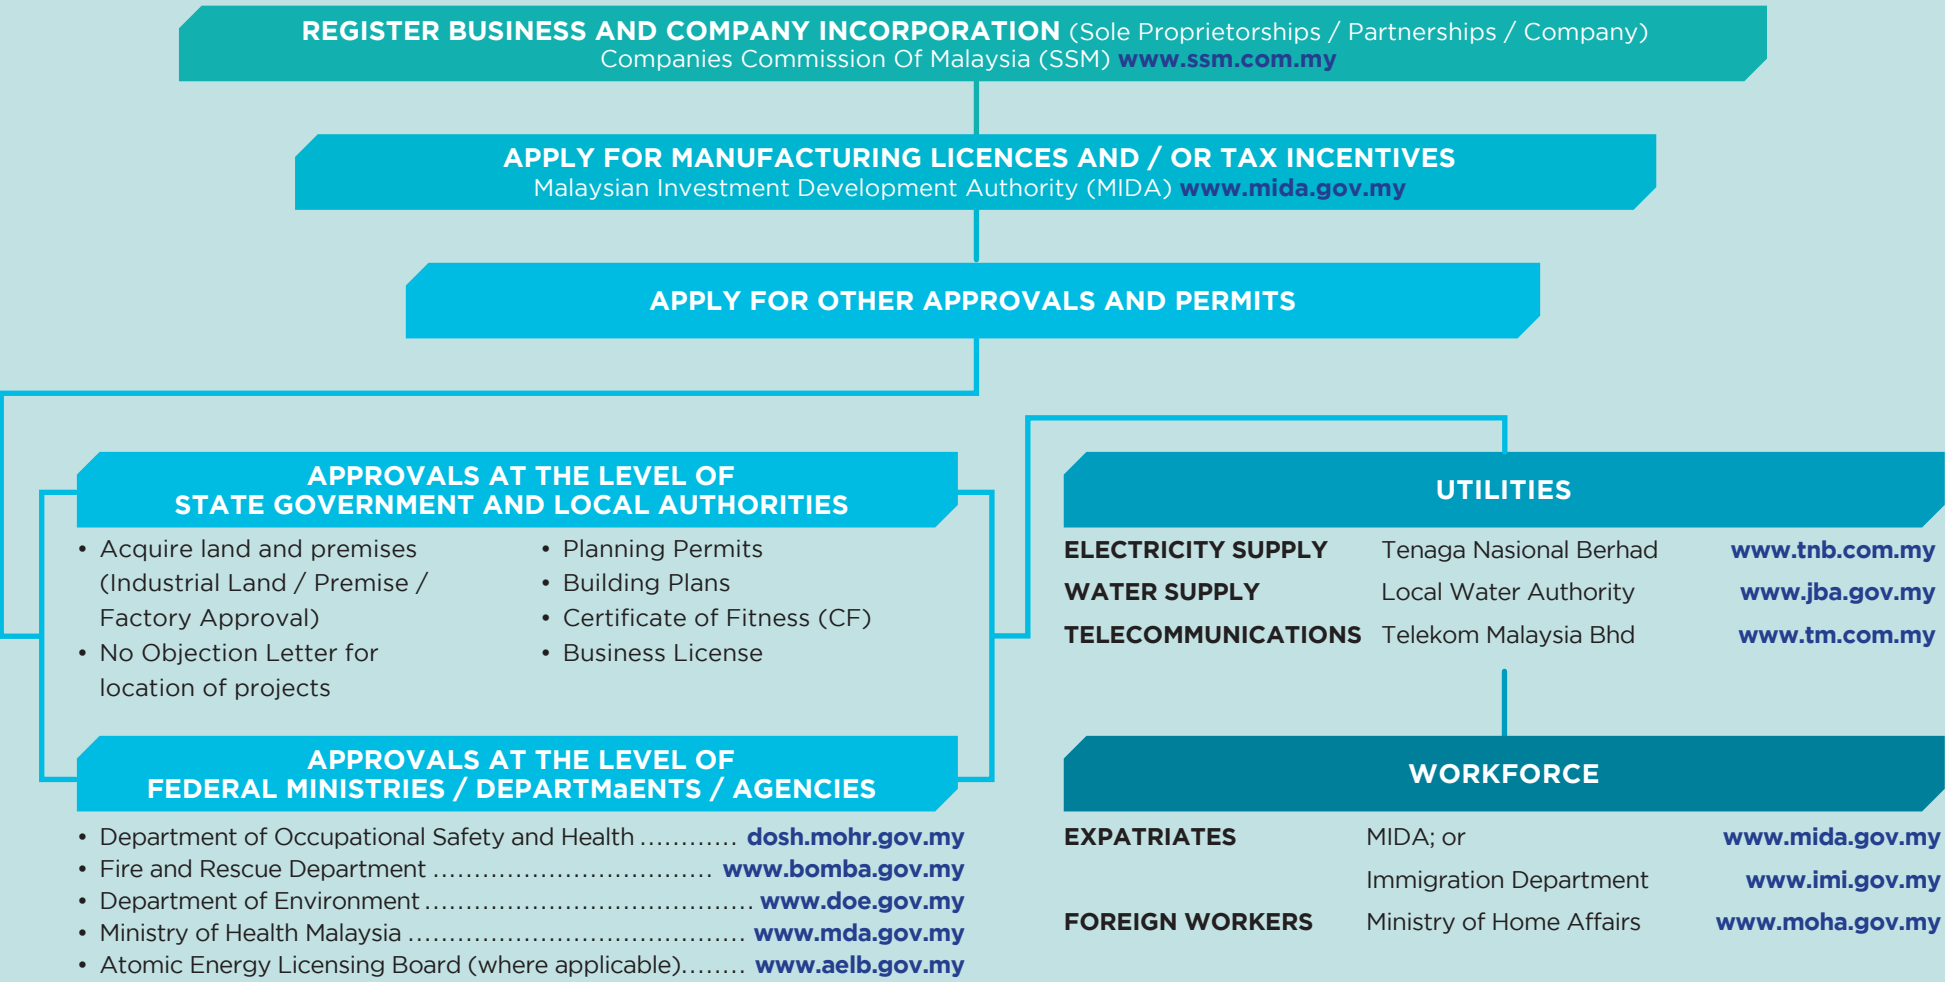 REGISTER BUSINESS AND COMPANY INCORPORATION (Sole Proprietorships / Partnerships / Company)
Companies Commission Of Malaysia (SSM) www.ssm.com.my
APPLY FOR MANUFACTURING LICENCES AND / OR TAX INCENTIVES
Malaysian Investment Development Authority (MIDA) www.mida.gov.my
APPLY FOR OTHER APPROVALS AND PERMITS
APPROVALS AT THE LEVEL OF
STATE GOVERNMENT AND LOCAL AUTHORITIES
• Acquire land and premises
(Industrial Land / Premise /
Factory Approval)
• No Objection Letter for
location of projects
• Planning Permits
• Building Plans
• Certificate of Fitness (CF)
• Business License
APPROVALS AT THE LEVEL OF
FEDERAL MINISTRIES / DEPARTMaENTS / AGENCIES
• Department of Occupational Safety and Health ............ dosh.mohr.gov.my
• Fire and Rescue Department .................................. www.bomba.gov.my
• Department of Environment ........................................ www.doe.gov.my
• Ministry of Health Malaysia ......................................... www.mda.gov.my
• Atomic Energy Licensing Board (where applicable)........ www.aelb.gov.my
UTILITIES
ELECTRICITY SUPPLY Tenaga Nasional Berhad www.tnb.com.my
WATER SUPPLY Local Water Authority www.jba.gov.my
TELECOMMUNICATIONS Telekom Malaysia Bhd www.tm.com.my
WORKFORCE
EXPATRIATES MIDA; or www.mida.gov.my
Immigration Department www.imi.gov.my
FOREIGN WORKERS Ministry of Home Affairs www.moha.gov.my